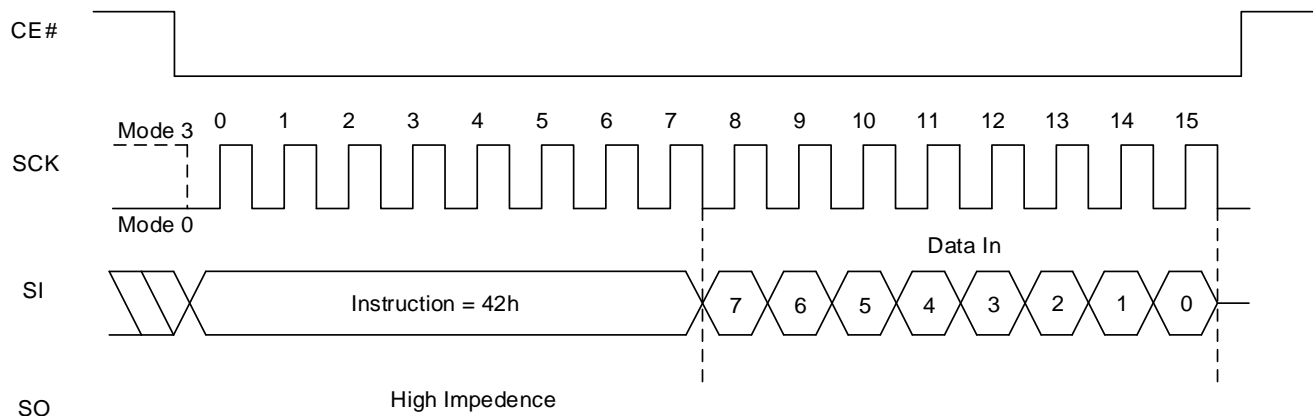 CE#
0 1 2 3 4 5 6 7 8 9 10 11 12 13 14 15
Mode 3
SCK
Mode 0
Data In
SI
Instruction = 42h
7 6 5 4 3 2 1 0
High Impedence
SO